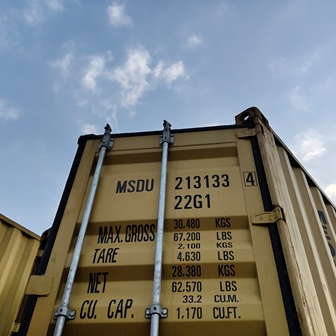 MSDU 213133 4
22G1
MAX.GROSS 30.480 KGS
67.200 LBS
TARE 2.100 KGS
4.630 LBS
NET 28.380 KGS
62.570 LBS
CU. CAP. 33.2 CU.M.
1.170 CU.FT.